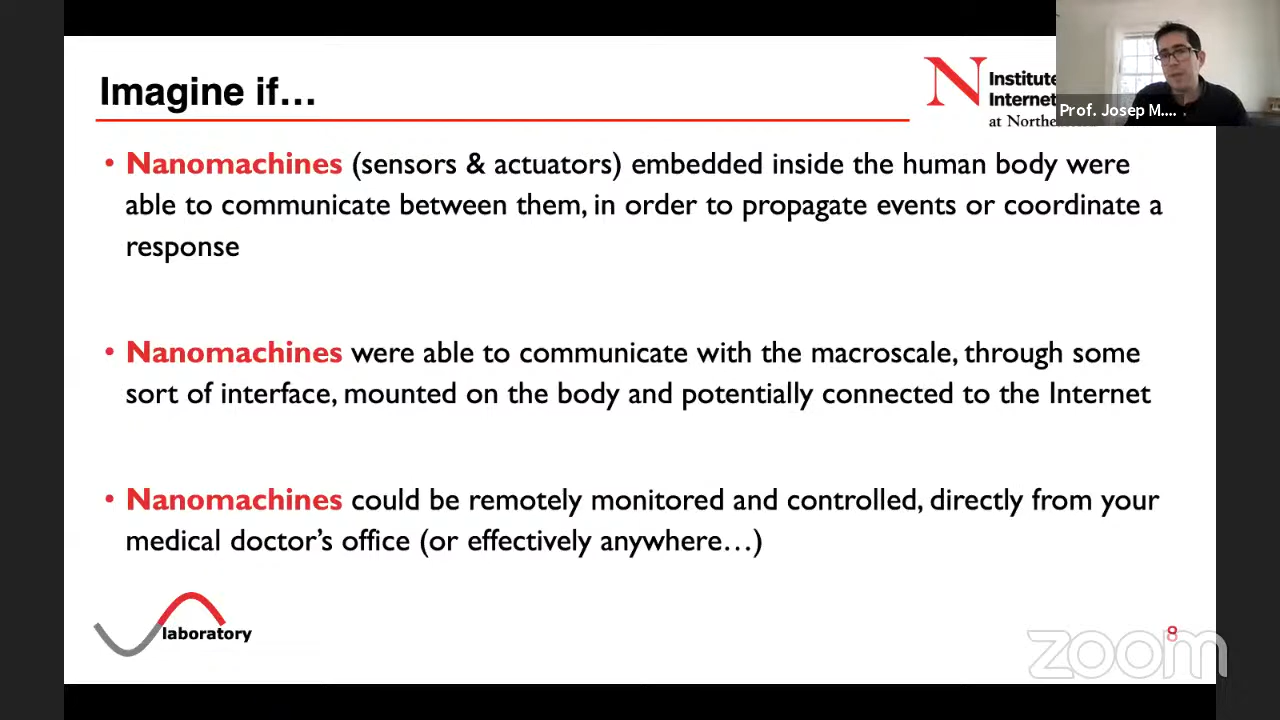 Imagine if…
N Institute
Internet
at Northe
Prof. Josep M....
• Nanomachines (sensors & actuators) embedded inside the human body were
able to communicate between them, in order to propagate events or coordinate a
response
• Nanomachines were able to communicate with the macroscale, through some
sort of interface, mounted on the body and potentially connected to the Internet
• Nanomachines could be remotely monitored and controlled, directly from your
medical doctor’s office (or effectively anywhere…)
laboratory
8
zoom